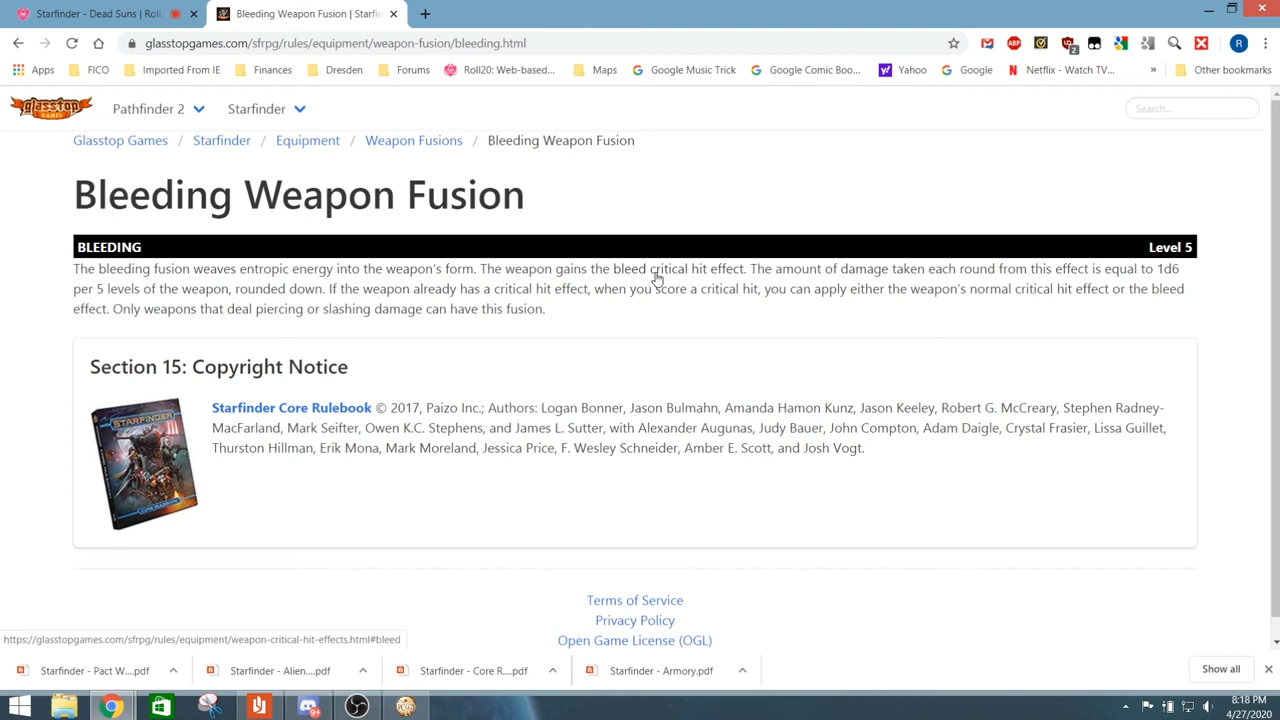 Starfinder - Dead Suns | Roll
Bleeding Weapon Fusion | Starfin
glasstopgames.com/sfrpg/rules/equipment/weapon-fusion/bleeding.html
ABP
2
R
Apps
FICO
Imported From IE
Finances
Dresden
Forums
Roll20: Web-based...
Maps
Google Music Trick
Google Comic Boo...
Yahoo
Google
Netflix - Watch TV...
»
Other bookmarks
glasstop
GAMES
Pathfinder 2
Starfinder
Search...
Glasstop Games / Starfinder / Equipment / Weapon Fusions / Bleeding Weapon Fusion
Bleeding Weapon Fusion
BLEEDING Level 5
The bleeding fusion weaves entropic energy into the weapon's form. The weapon gains the bleed critical hit effect. The amount of damage taken each round from this effect is equal to 1d6
per 5 levels of the weapon, rounded down. If the weapon already has a critical hit effect, when you score a critical hit, you can apply either the weapon's normal critical hit effect or the bleed
effect. Only weapons that deal piercing or slashing damage can have this fusion.
Section 15: Copyright Notice
STARFINDER
Starfinder Core Rulebook © 2017, Paizo Inc.; Authors: Logan Bonner, Jason Bulmahn, Amanda Hamon Kunz, Jason Keeley, Robert G. McCreary, Stephen Radney-
MacFarland, Mark Seifter, Owen K.C. Stephens, and James L. Sutter, with Alexander Augunas, Judy Bauer, John Compton, Adam Daigle, Crystal Frasier, Lissa Guillet,
Thurston Hillman, Erik Mona, Mark Moreland, Jessica Price, F. Wesley Schneider, Amber E. Scott, and Josh Vogt.
Terms of Service
Privacy Policy
Open Game License (OGL)
https://glasstopgames.com/sfrpg/rules/equipment/weapon-critical-hit-effects.html#bleed
Starfinder - Pact W....pdf
Starfinder - Alien....pdf
Starfinder - Core R....pdf
Starfinder - Armory.pdf
Show all
8:18 PM
4/27/2020